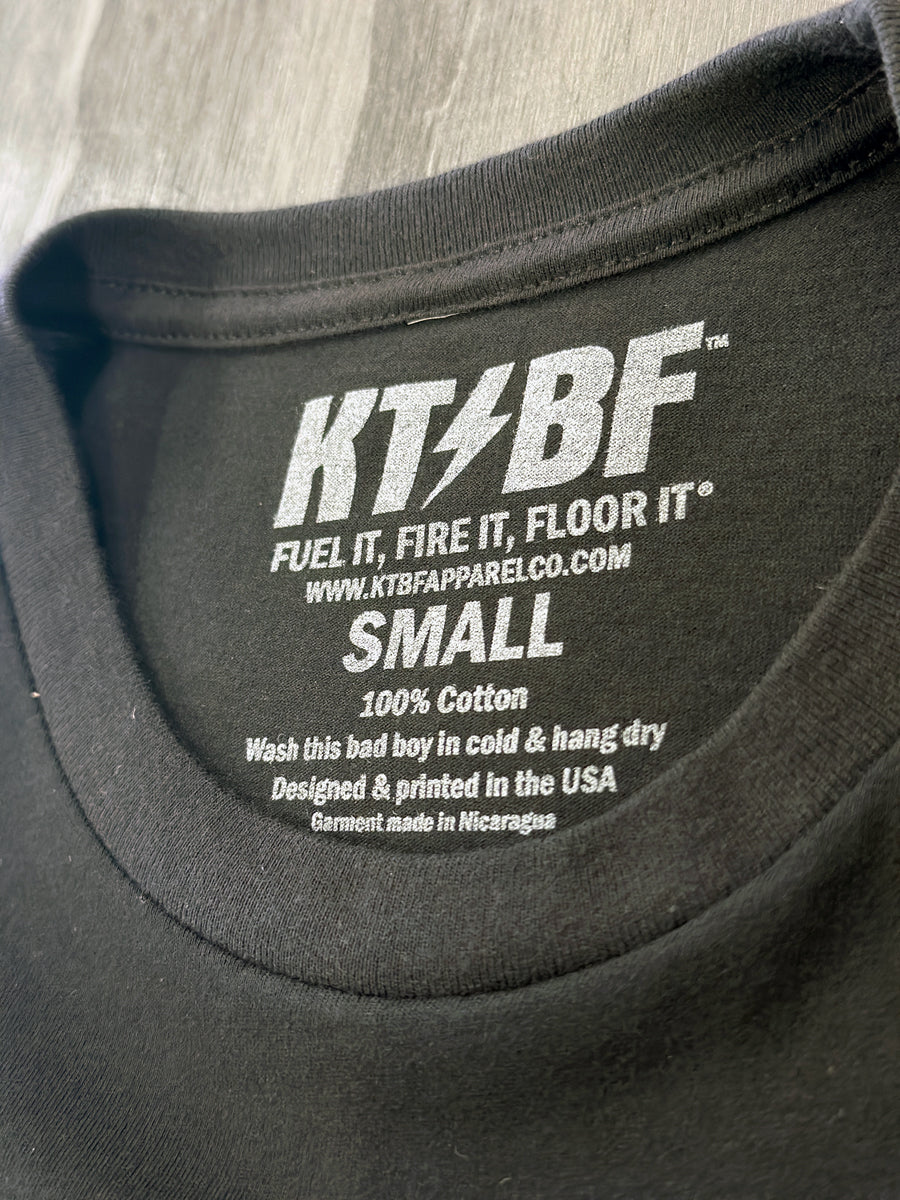 KT⚡BF™
FUEL IT, FIRE IT, FLOOR IT®
WWW.KTBFAPPARELCO.COM
SMALL
100% Cotton
Wash this bad boy in cold & hang dry
Designed & printed in the USA
Garment made in Nicaragua